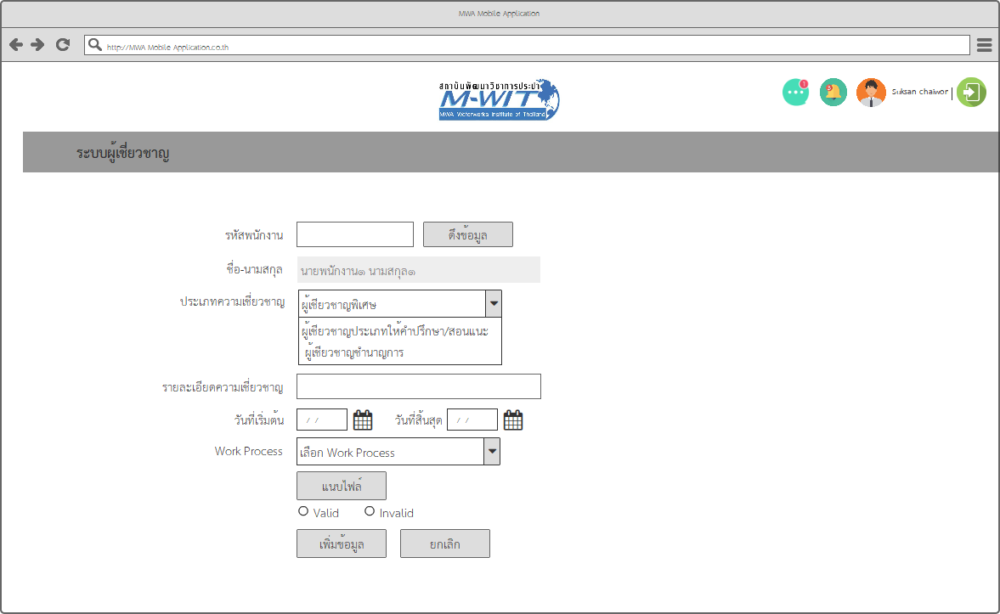 MWA Mobile Application
http://MWA Mobile Application.co.th
สถาบันพัฒนาวิชาการประปา
M-WIT
MWA Waterworks Institute of Thailand
1
3
Suksan chaiwon
ระบบผู้เชี่ยวชาญ
รหัสพนักงาน
ดึงข้อมูล
ชื่อ-นามสกุล
นายพนักงาน๑ นามสกุล๑
ประเภทความเชี่ยวชาญ
ผู้เชียวชาญพิเศษ
ผู้เชียวชาญประเภทให้คำปรึกษา/สอนแนะ
ผู้เชียวชาญชำนาญการ
รายละเอียดความเชี่ยวชาญ
วันที่เริ่มต้น / / วันที่สิ้นสุด / /
Work Process
เลือก Work Process
แนบไฟล์
Valid Invalid
เพิ่มข้อมูล ยกเลิก